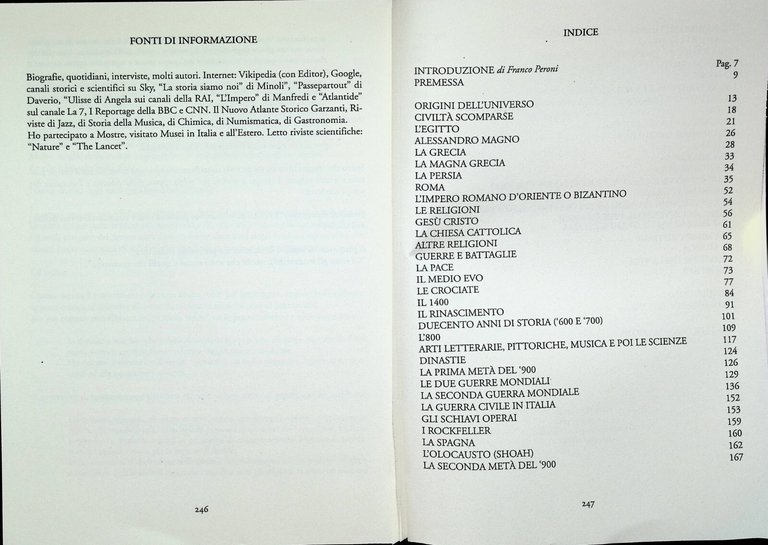 FONTI DI INFORMAZIONE
Biografie, quotidiani, interviste, molti autori. Internet: Vikipedia (con Editor), Google,
canali storici e scientifici su Sky, “La storia siamo noi” di Minoli”, “Passepartout” di
Daverio, “Ulisse di Angela sui canali della RAI, “L’Impero” di Manfredi e “Atlantide”
sul canale La 7, I Reportage della BBC e CNN. Il Nuovo Atlante Storico Garzanti, Ri-
viste di Jazz, di Storia della Musica, di Chimica, di Numismatica, di Gastronomia.
Ho partecipato a Mostre, visitato Musei in Italia e all’Estero. Letto riviste scientifiche:
“Nature” e “The Lancet”.
246
INDICE
INTRODUZIONE di Franco Peroni Pag. 7
PREMESSA 9
ORIGINI DELL’UNIVERSO 13
CIVILTÀ SCOMPARSE 18
L’EGITTO 21
ALESSANDRO MAGNO 26
LA GRECIA 28
LA MAGNA GRECIA 33
LA PERSIA 34
ROMA 35
L’IMPERO ROMANO D’ORIENTE O BIZANTINO 52
LE RELIGIONI 54
GESÙ CRISTO 56
LA CHIESA CATTOLICA 61
ALTRE RELIGIONI 65
GUERRE E BATTAGLIE 68
LA PACE 72
IL MEDIO EVO 73
LE CROCIATE 77
IL 1400 84
IL RINASCIMENTO 91
DUECENTO ANNI DI STORIA (’600 E ’700) 101
L’800 109
ARTI LETTERARIE, PITTORICHE, MUSICA E POI LE SCIENZE 117
DINASTIE 124
LA PRIMA METÀ DEL ’900 126
LE DUE GUERRE MONDIALI 129
LA SECONDA GUERRA MONDIALE 136
LA GUERRA CIVILE IN ITALIA 152
GLI SCHIAVI OPERAI 153
I ROCKFELLER 159
LA SPAGNA 160
L’OLOCAUSTO (SHOAH) 162
LA SECONDA METÀ DEL ’900 167
247